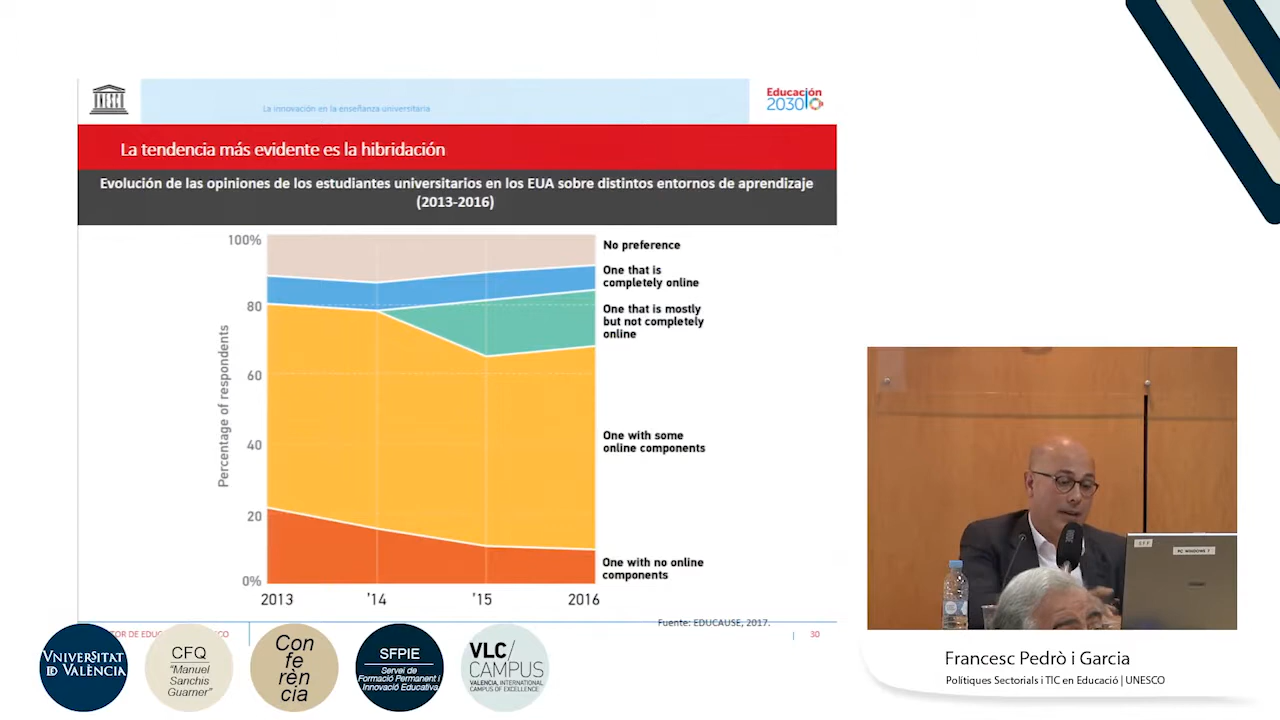 UNESCO
La innovación en la enseñanza universitaria
Educación
2030
La tendencia más evidente es la hibridación
Evolución de las opiniones de los estudiantes universitarios en los EUA sobre distintos entornos de aprendizaje
(2013-2016)
Percentage of respondents
100%
80
60
40
20
0%
2013
'14
'15
2016
No preference
One that is
completely online
One that is mostly
but not completely
online
One with some
online components
One with no online
components
Fuente: EDUCAUSE, 2017.
30
VNIVERSITAT
DE VALÈNCIA
CFQ
"Manuel
Sanchis
Guarner"
Con
fe
rèn
cia
SFPIE
Servei de
Formació Permanent i
Innovació Educativa
VLC/
CAMPUS
VALENCIA, INTERNATIONAL
CAMPUS OF EXCELLENCE
PC WINDOWS 7
Francesc Pedrò i Garcia
Polítiques Sectorials i TIC en Educació | UNESCO